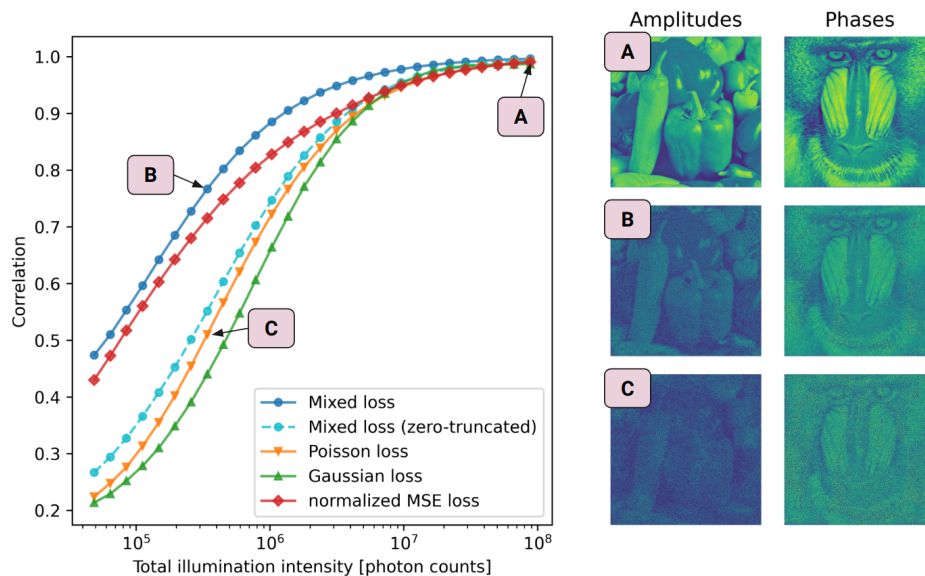 Amplitudes
Phases
A
B
C
1.0
0.9
0.8
0.7
0.6
0.5
0.4
0.3
0.2
Correlation
A
B
C
Mixed loss
Mixed loss (zero-truncated)
Poisson loss
Gaussian loss
normalized MSE loss
10⁵
10⁶
10⁷
10⁸
Total illumination intensity [photon counts]